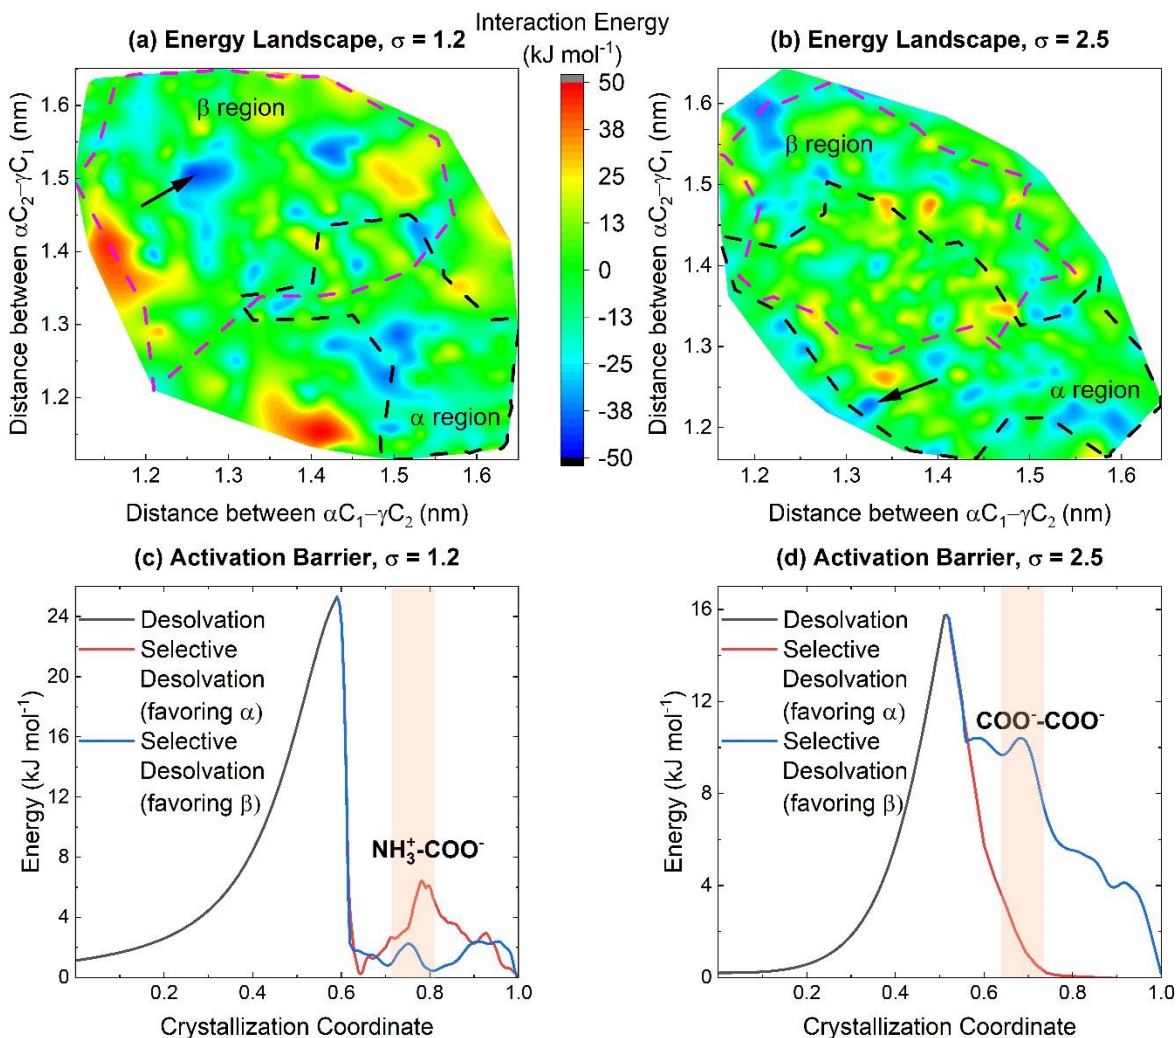 (a) Energy Landscape, σ = 1.2
Interaction Energy
(kJ mol⁻¹)
(b) Energy Landscape, σ = 2.5
Distance between αC₂–γC₁ (nm)
1.6
1.5
1.4
1.3
1.2
β region
α region
1.2 1.3 1.4 1.5 1.6
Distance between αC₁–γC₂ (nm)
50
38
25
13
0
-13
-25
-38
-50
Distance between αC₂–γC₁ (nm)
1.6
1.5
1.4
1.3
1.2
β region
α region
1.2 1.3 1.4 1.5 1.6
Distance between αC₁–γC₂ (nm)
(c) Activation Barrier, σ = 1.2
Energy (kJ mol⁻¹)
24
20
16
12
8
4
0
Desolvation
Selective
Desolvation
(favoring α)
Selective
Desolvation
(favoring β)
NH₃⁺-COO⁻
0.2 0.4 0.6 0.8 1.0
Crystallization Coordinate
(d) Activation Barrier, σ = 2.5
Energy (kJ mol⁻¹)
16
12
8
4
0
Desolvation
Selective
Desolvation
(favoring α)
Selective
Desolvation
(favoring β)
COO⁻-COO⁻
0.2 0.4 0.6 0.8 1.0
Crystallization Coordinate